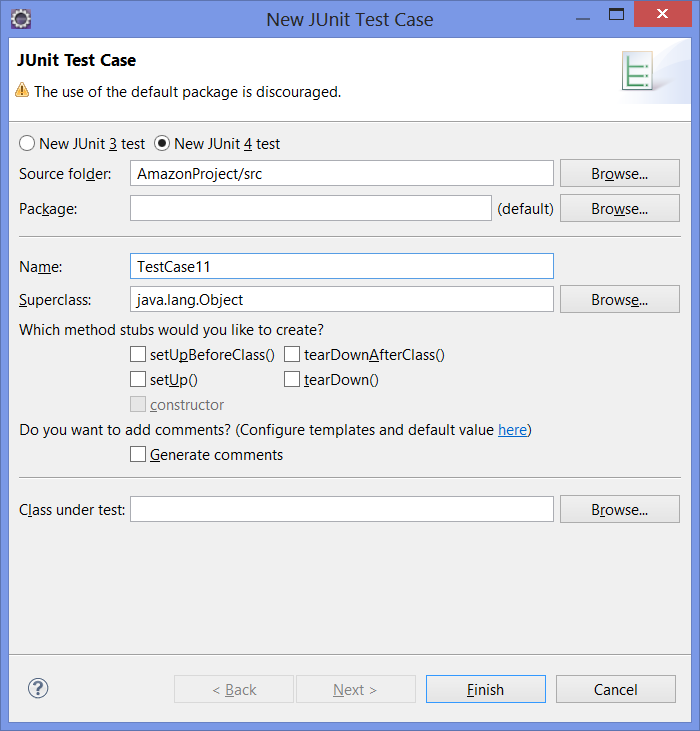 New JUnit Test Case
JUnit Test Case
The use of the default package is discouraged.
New JUnit 3 test New JUnit 4 test
Source folder: AmazonProject/src Browse...
Package: (default) Browse...
Name: TestCase11
Superclass: java.lang.Object Browse...
Which method stubs would you like to create?
setUpBeforeClass() tearDownAfterClass()
setUp() tearDown()
constructor
Do you want to add comments? (Configure templates and default value here)
Generate comments
Class under test: Browse...
? < Back Next > Finish Cancel